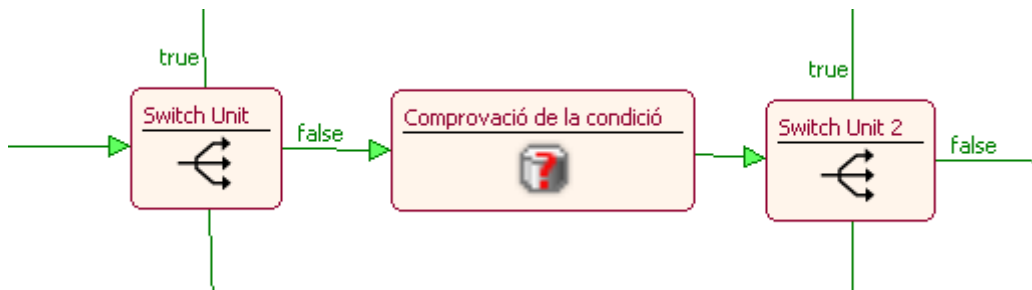 true
true
Switch Unit
false
Comprovació de la condició
Switch Unit 2
false